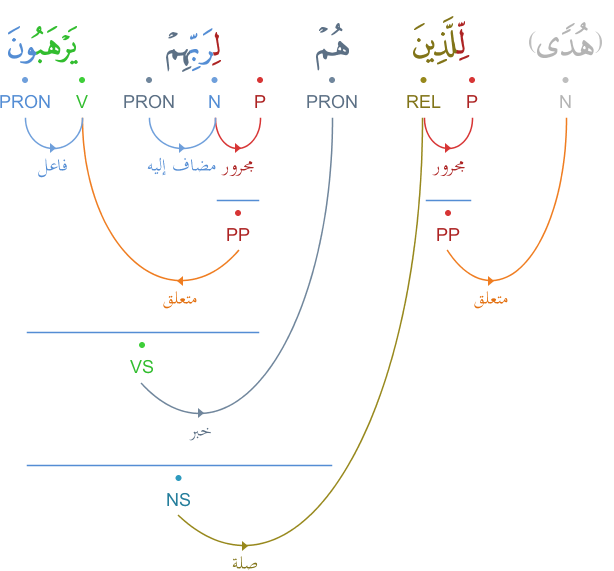 (هُدًى) لِّلَّذِينَ هُمْ لِرَبِّهِمْ يَرْهَبُونَ
N P REL PRON P N PRON V PRON
مجرور مجرور مضاف إليه فاعل
PP PP
متعلق متعلق
VS
خبر
NS
صلة